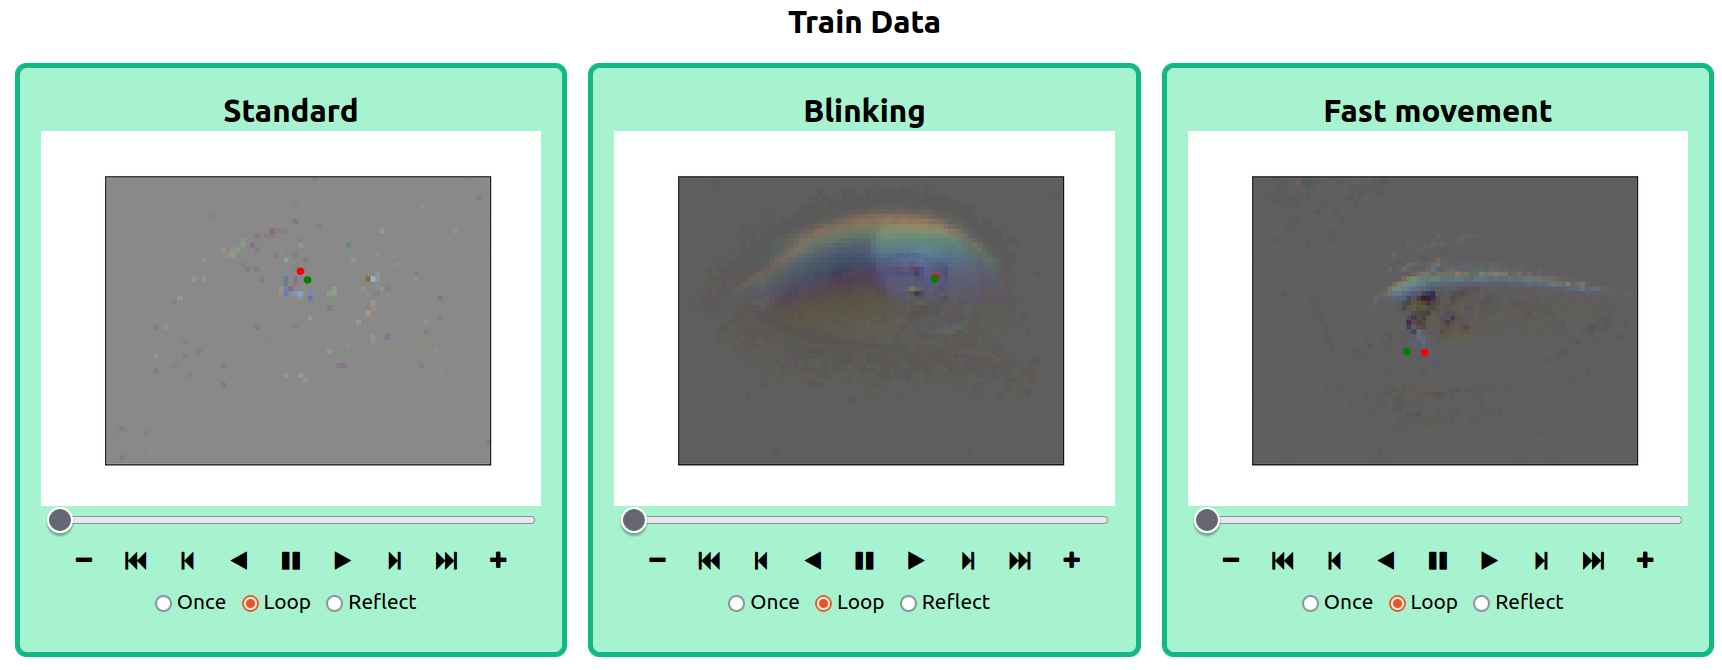 Train Data
Standard
Blinking
Fast movement
Once Loop Reflect
Once Loop Reflect
Once Loop Reflect